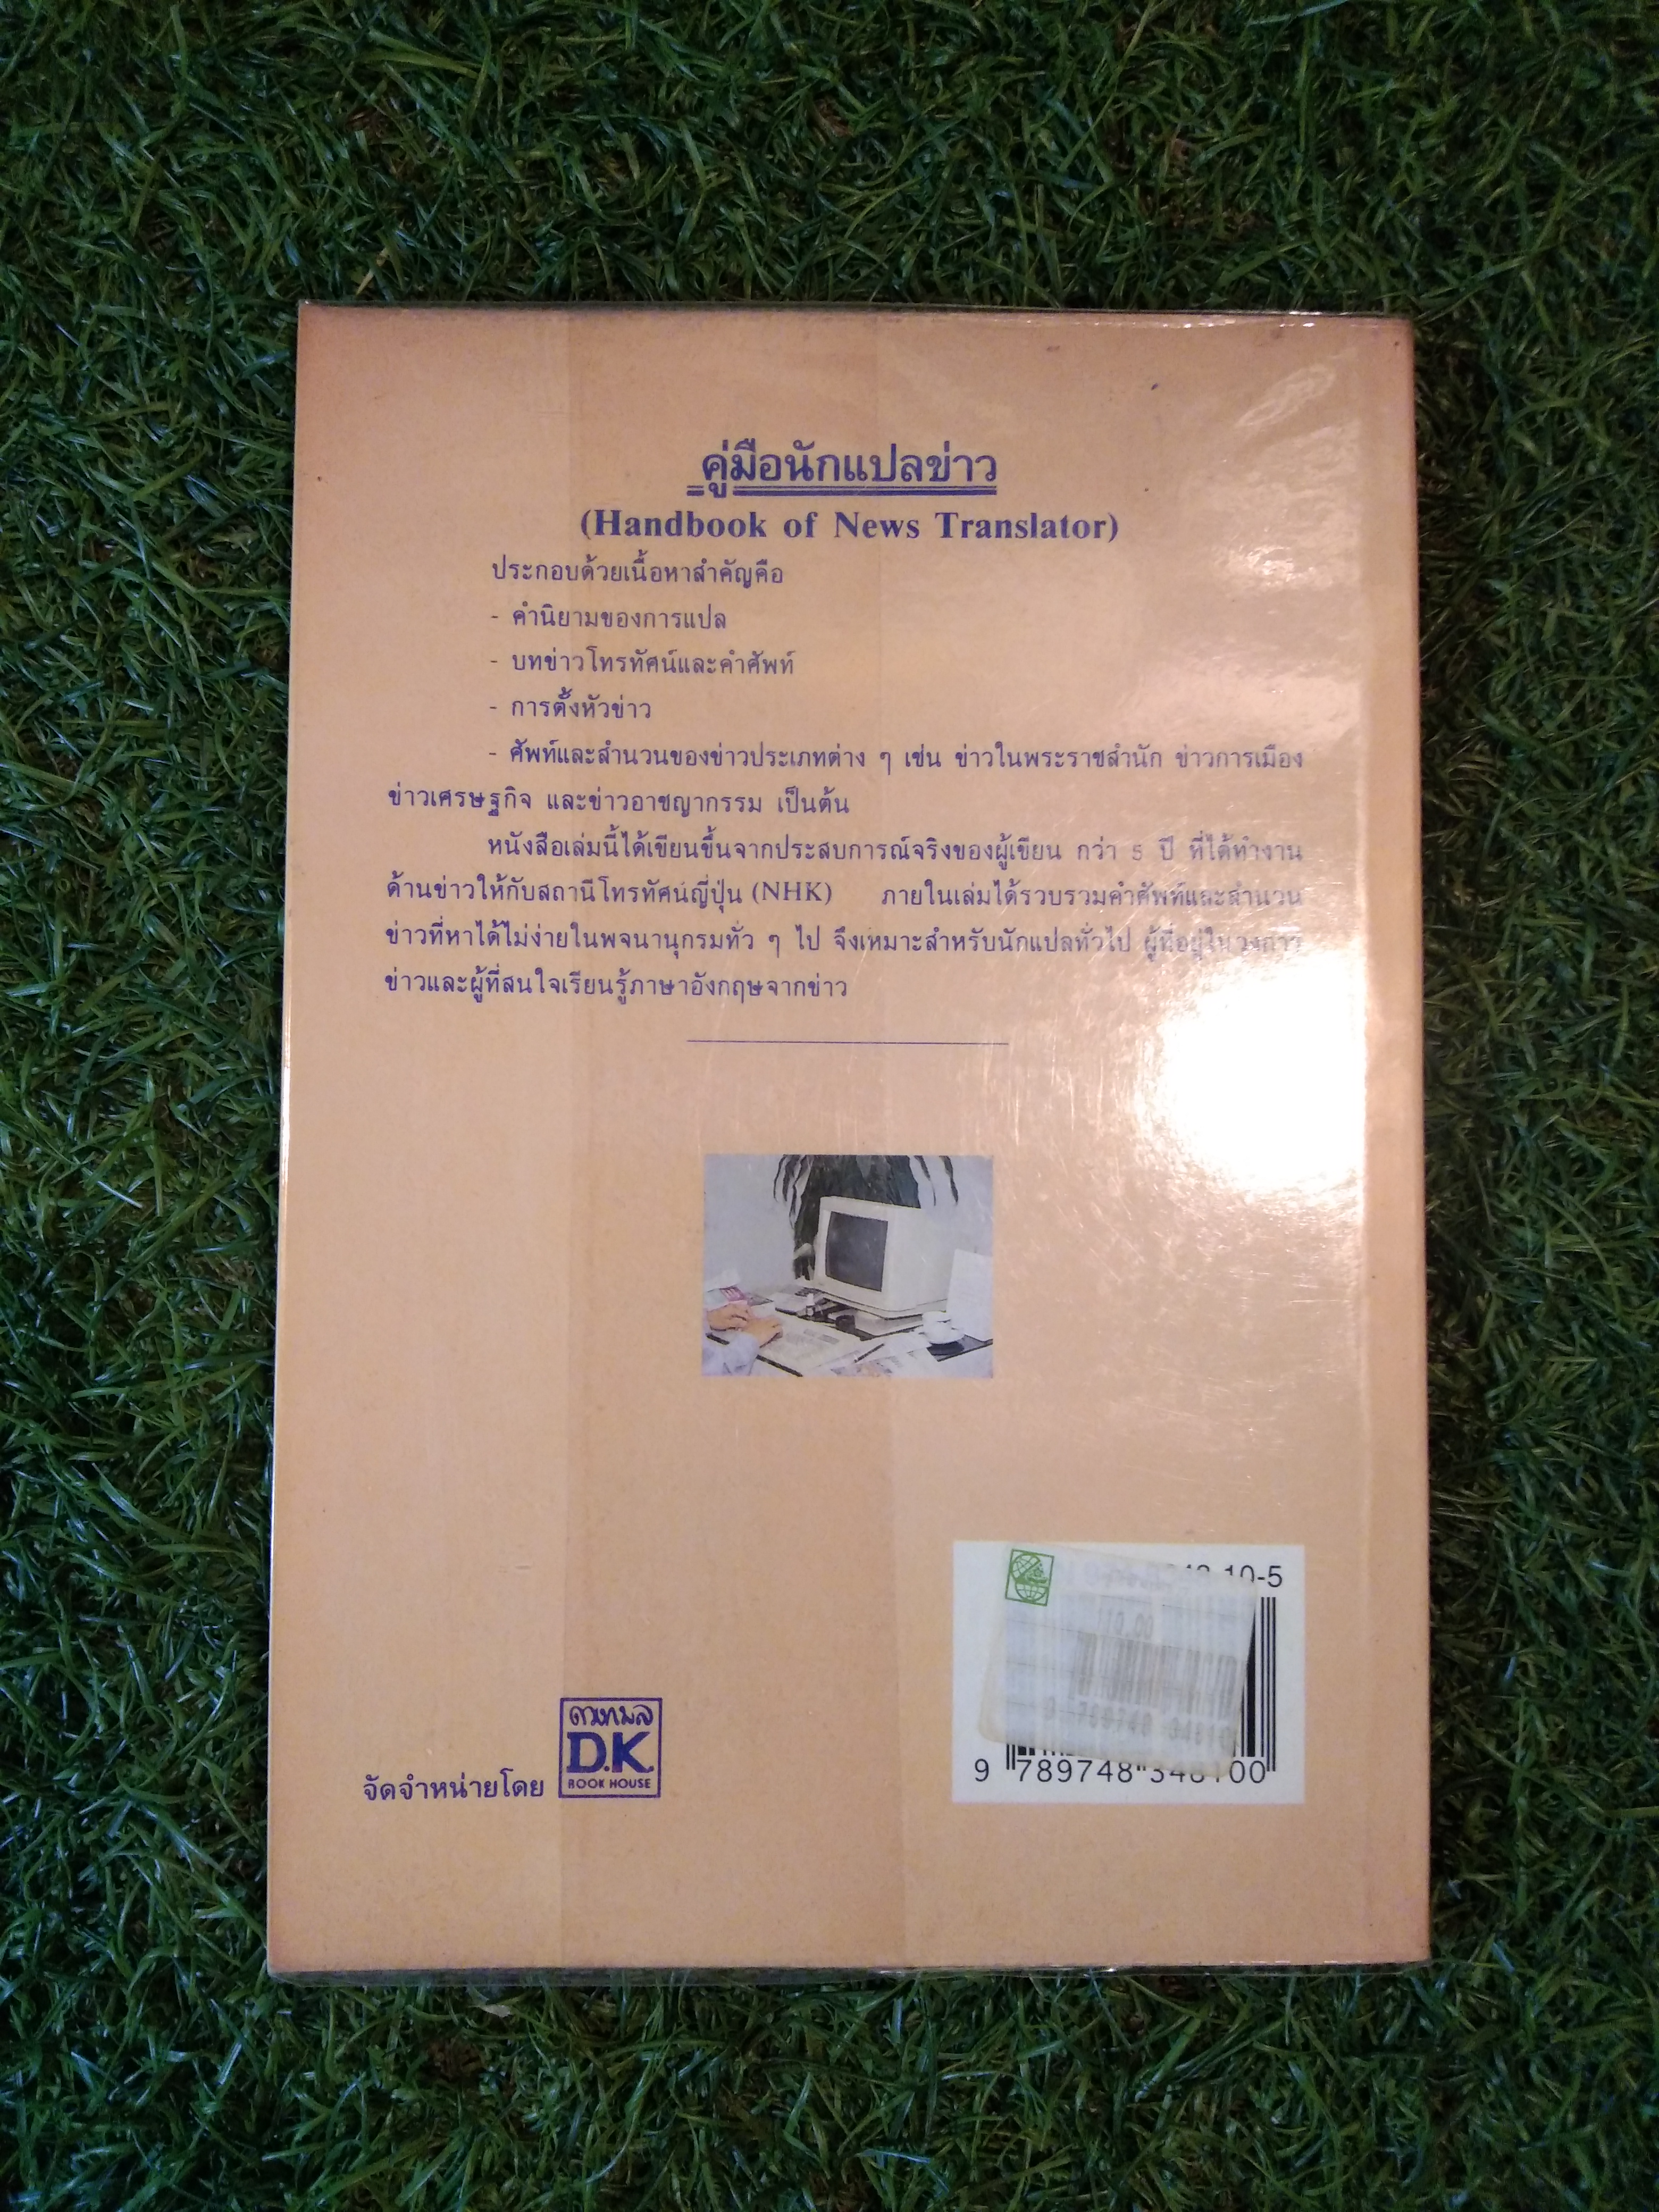 คู่มือนักแปลข่าว
(Handbook of News Translator)
ประกอบด้วยเนื้อหาสำคัญคือ
- คำนิยามของการแปล
- บทข่าวโทรทัศน์และคำศัพท์
- การตั้งหัวข่าว
- ศัพท์และสำนวนของข่าวประเภทต่าง ๆ เช่น ข่าวในพระราชสำนัก ข่าวการเมือง
ข่าวเศรษฐกิจ และข่าวอาชญากรรม เป็นต้น
หนังสือเล่มนี้ได้เขียนขึ้นจากประสบการณ์จริงของผู้เขียน กว่า 5 ปี ที่ได้ทำงาน
ด้านข่าวให้กับสถานีโทรทัศน์ญี่ปุ่น (NHK) ภายในเล่มได้รวบรวมคำศัพท์และสำนวน
ข่าวที่หาได้ไม่ง่ายในพจนานุกรมทั่ว ๆ ไป จึงเหมาะสำหรับนักแปลทั่วไป ผู้ที่อยู่ในวงการ
ข่าวและผู้ที่สนใจเรียนรู้ภาษาอังกฤษจากข่าว
10-5
110.00
9 789748 348100
จัดจำหน่ายโดย
ดวงกมล
D.K.
BOOK HOUSE